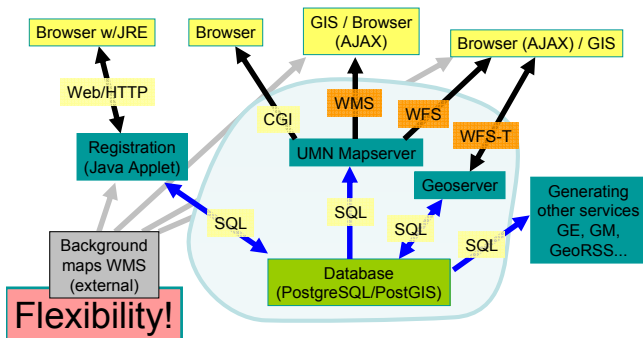 Browser w/JRE
Browser
GIS / Browser
(AJAX)
Browser (AJAX) / GIS
Web/HTTP
CGI
WMS
WFS
WFS-T
Registration
(Java Applet)
UMN Mapserver
Geoserver
Generating
other services
GE, GM,
GeoRSS...
SQL
SQL
SQL
SQL
Background
maps WMS
(external)
Database
(PostgreSQL/PostGIS)
Flexibility!